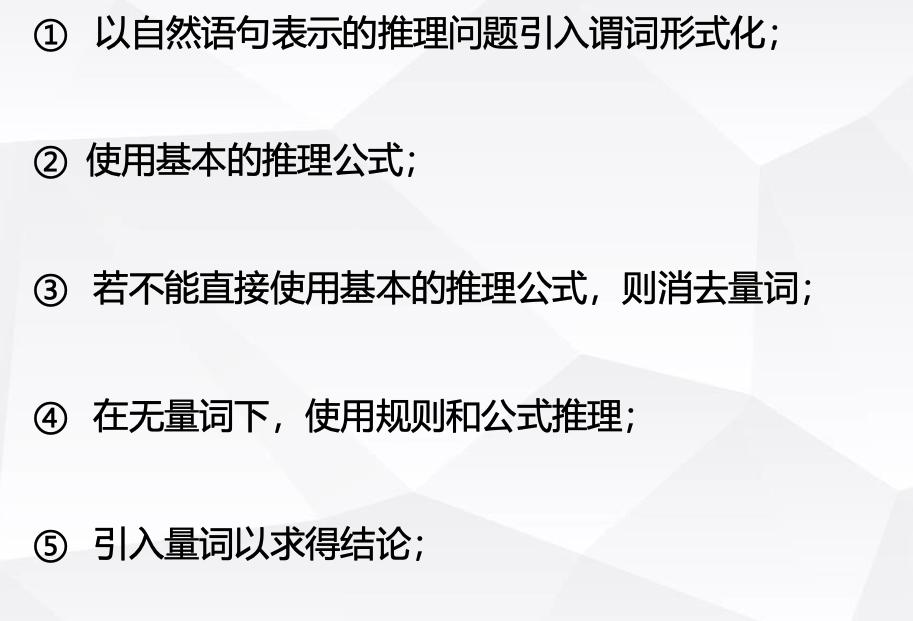 ① 以自然语句表示的推理问题引入谓词形式化；
② 使用基本的推理公式；
③ 若不能直接使用基本的推理公式，则消去量词；
④ 在无量词下，使用规则和公式推理；
⑤ 引入量词以求得结论；